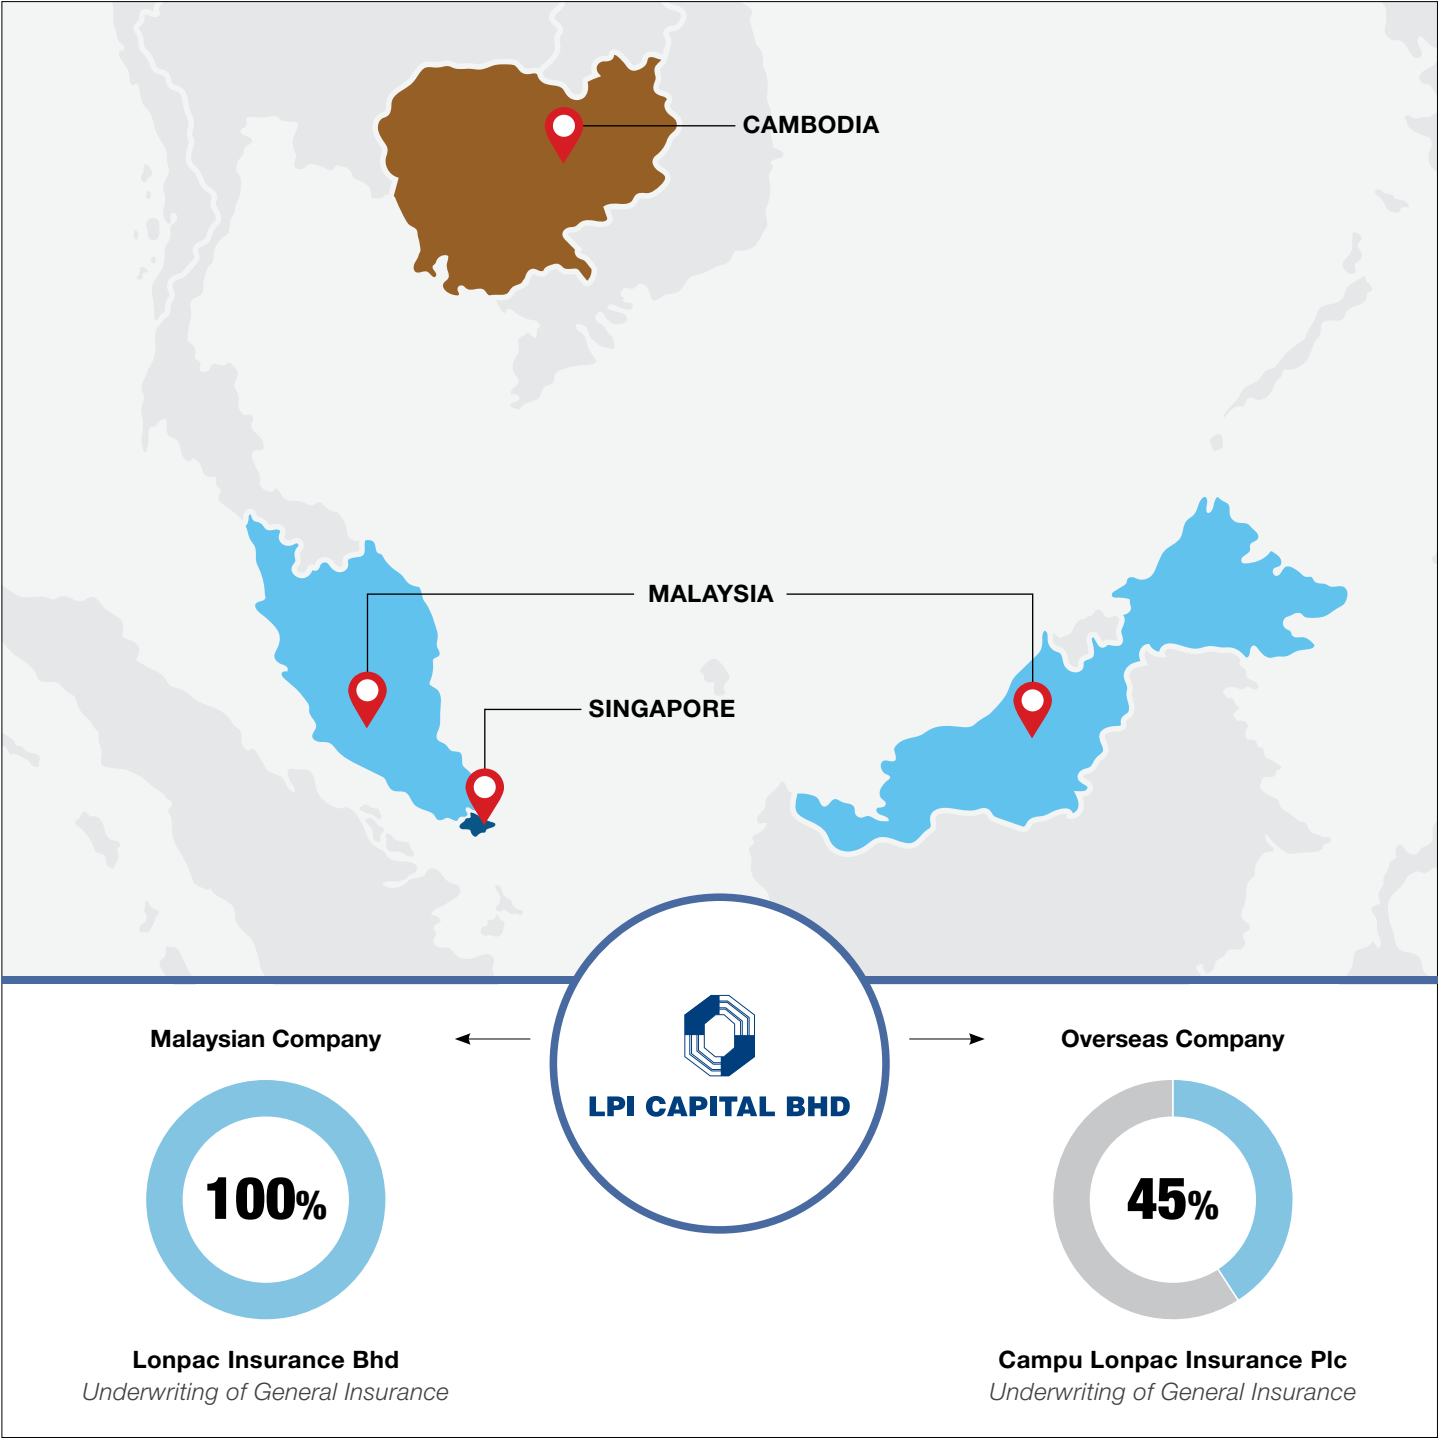 CAMBODIA
MALAYSIA
SINGAPORE
LPI CAPITAL BHD
Malaysian Company
100%
Lonpac Insurance Bhd
Underwriting of General Insurance
Overseas Company
45%
Campu Lonpac Insurance Plc
Underwriting of General Insurance